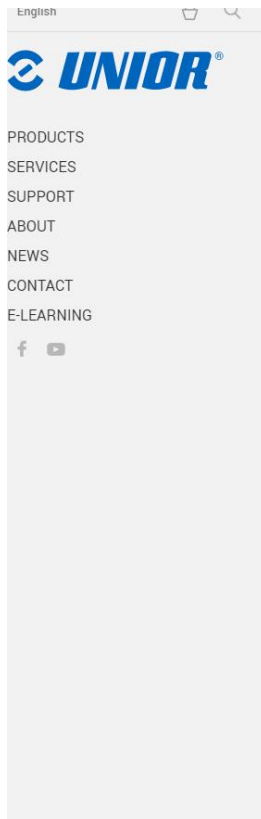 English
UNIOR®
PRODUCTS
SERVICES
SUPPORT
ABOUT
NEWS
CONTACT
E-LEARNING